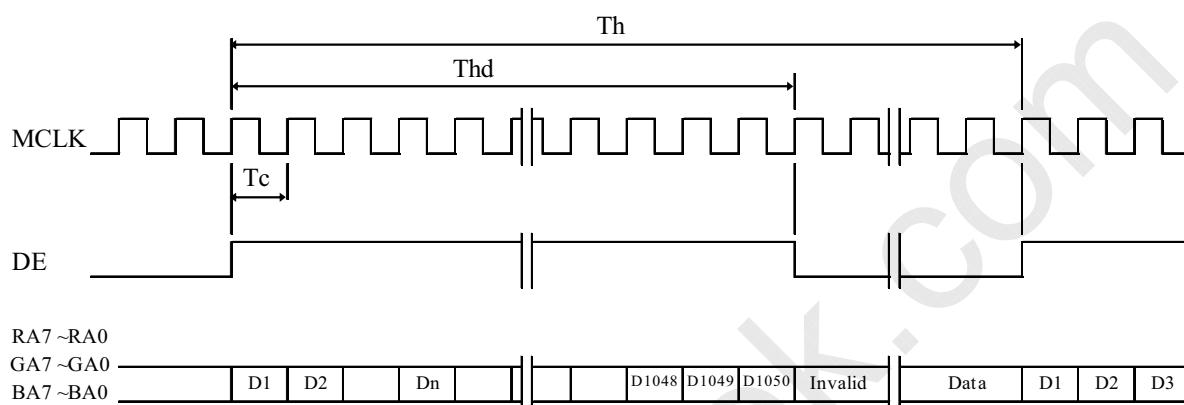 Th
Thd
MCLK
Tc
DE
RA7 ~RA0
GA7 ~GA0
BA7 ~BA0
D1 D2 Dn D1048 D1049 D1050 Invalid Data D1 D2 D3
k.com